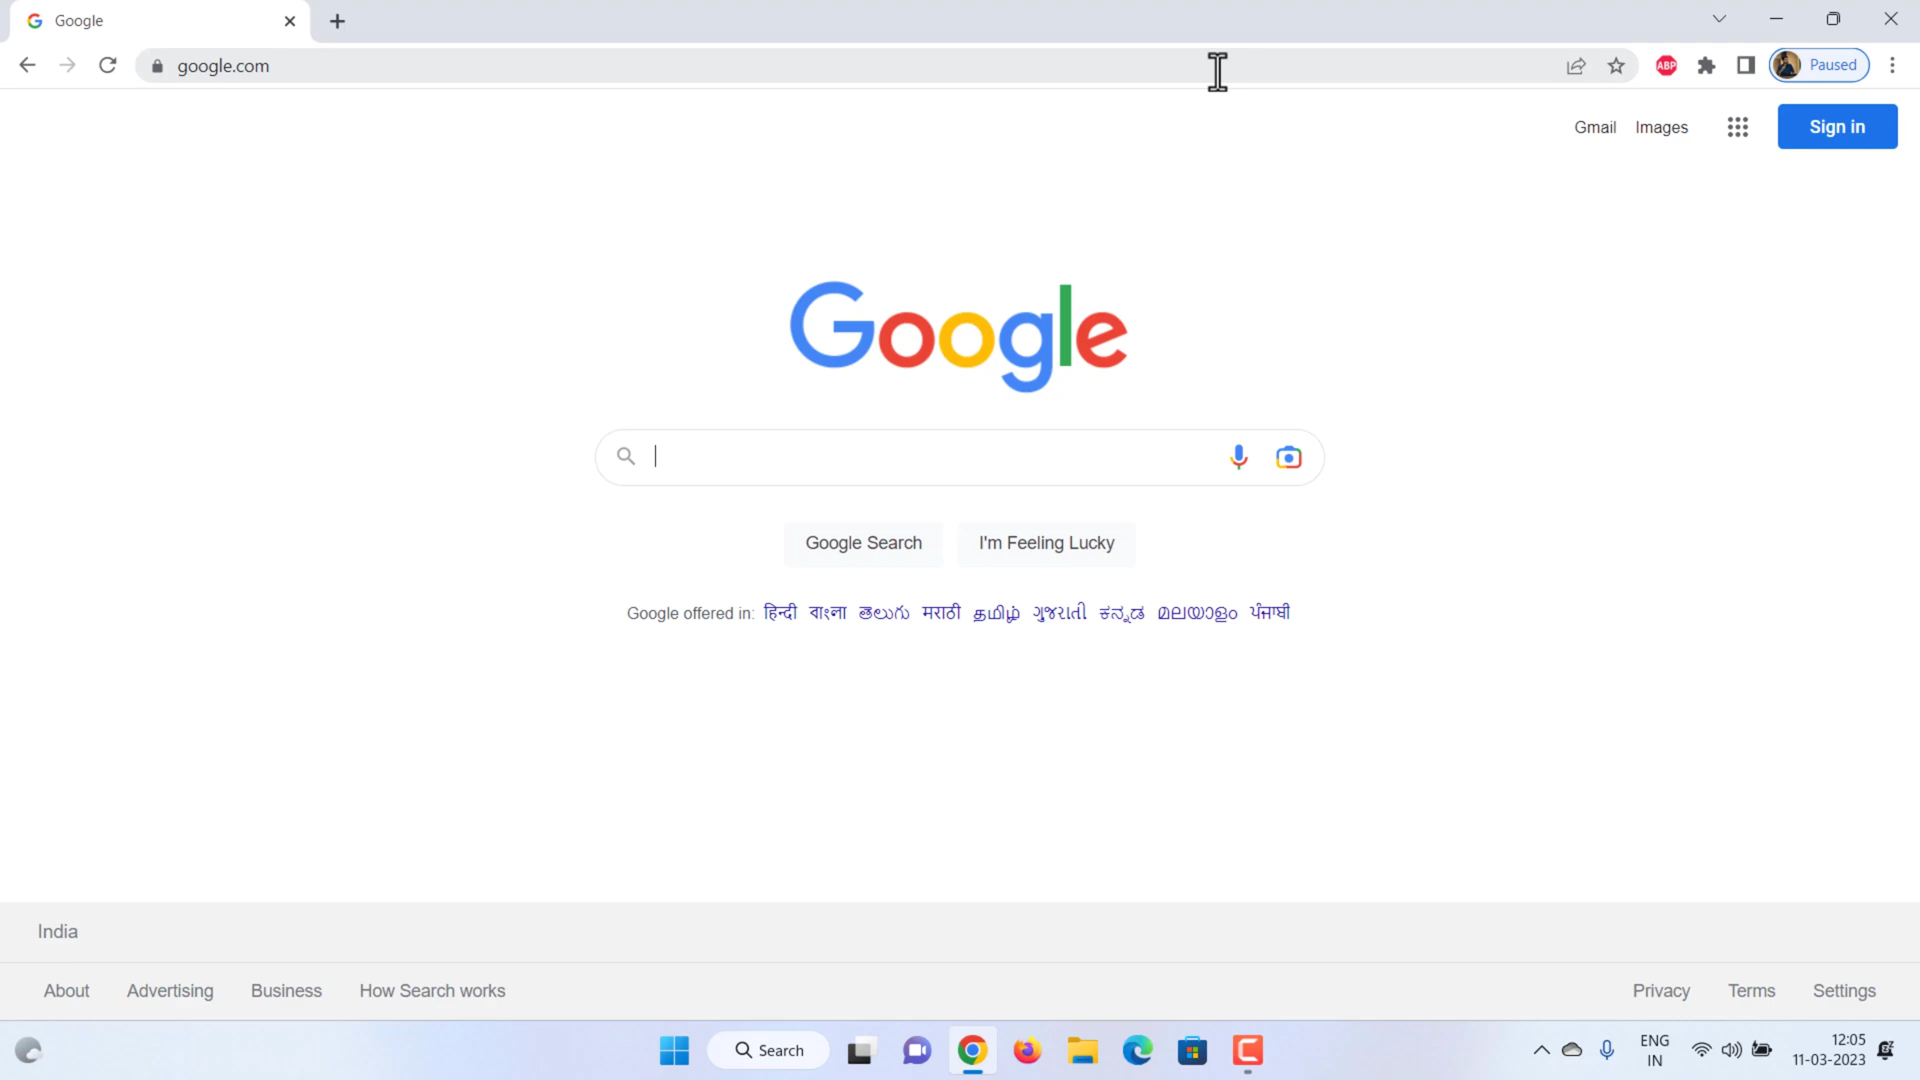 Google
google.com
ABP
Paused
Gmail Images
Sign in
Google
Google Search I'm Feeling Lucky
Google offered in: हिन्दी বাংলা తెలుగు मराठी தமிழ் ગુજરાતી ಕನ್ನಡ മലയാളം ਪੰਜਾਬੀ
India
About Advertising Business How Search works Privacy Terms Settings
Search
ENG
IN
12:05
11-03-2023